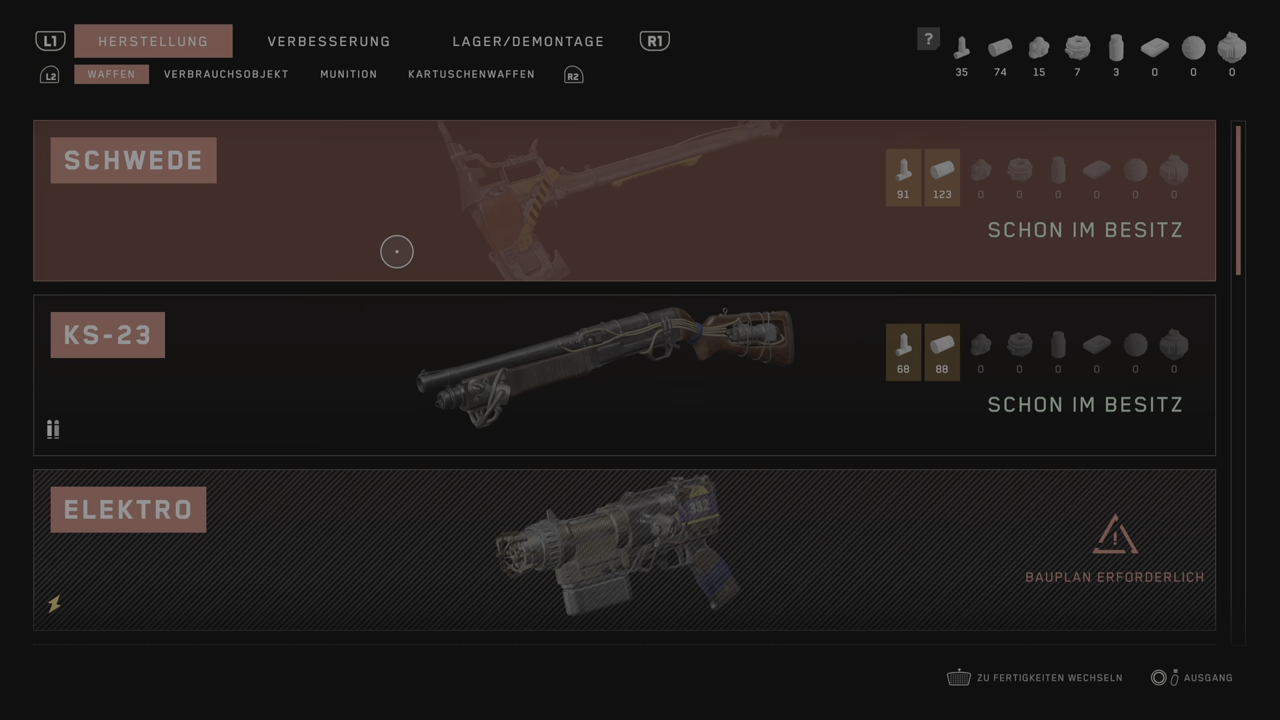 L1 HERSTELLUNG VERBESSERUNG LAGER/DEMONTAGE R1 ?
L2 WAFFEN VERBRAUCHSOBJEKT MUNITION KARTUSCHENWAFFEN R2
35 74 15 7 3 0 0 0
SCHWEDE
91 123 0 0 0 0 0 0
SCHON IM BESITZ
KS-23
68 88 0 0 0 0 0 0
SCHON IM BESITZ
ELEKTRO
332
BAUPLAN ERFORDERLICH
ZU FERTIGKEITEN WECHSELN AUSGANG